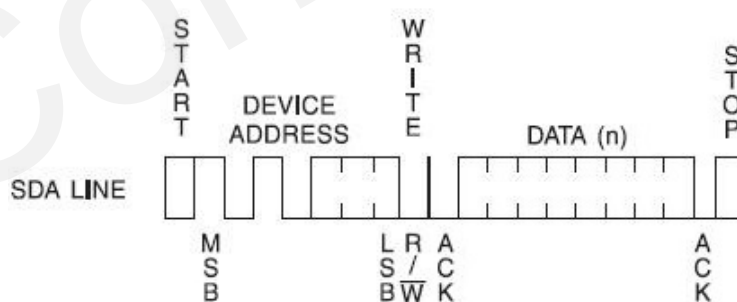 START
WRITE
STOP
DEVICE
ADDRESS
DATA (n)
SDA LINE
MSB
LSB
R/W
ACK
ACK